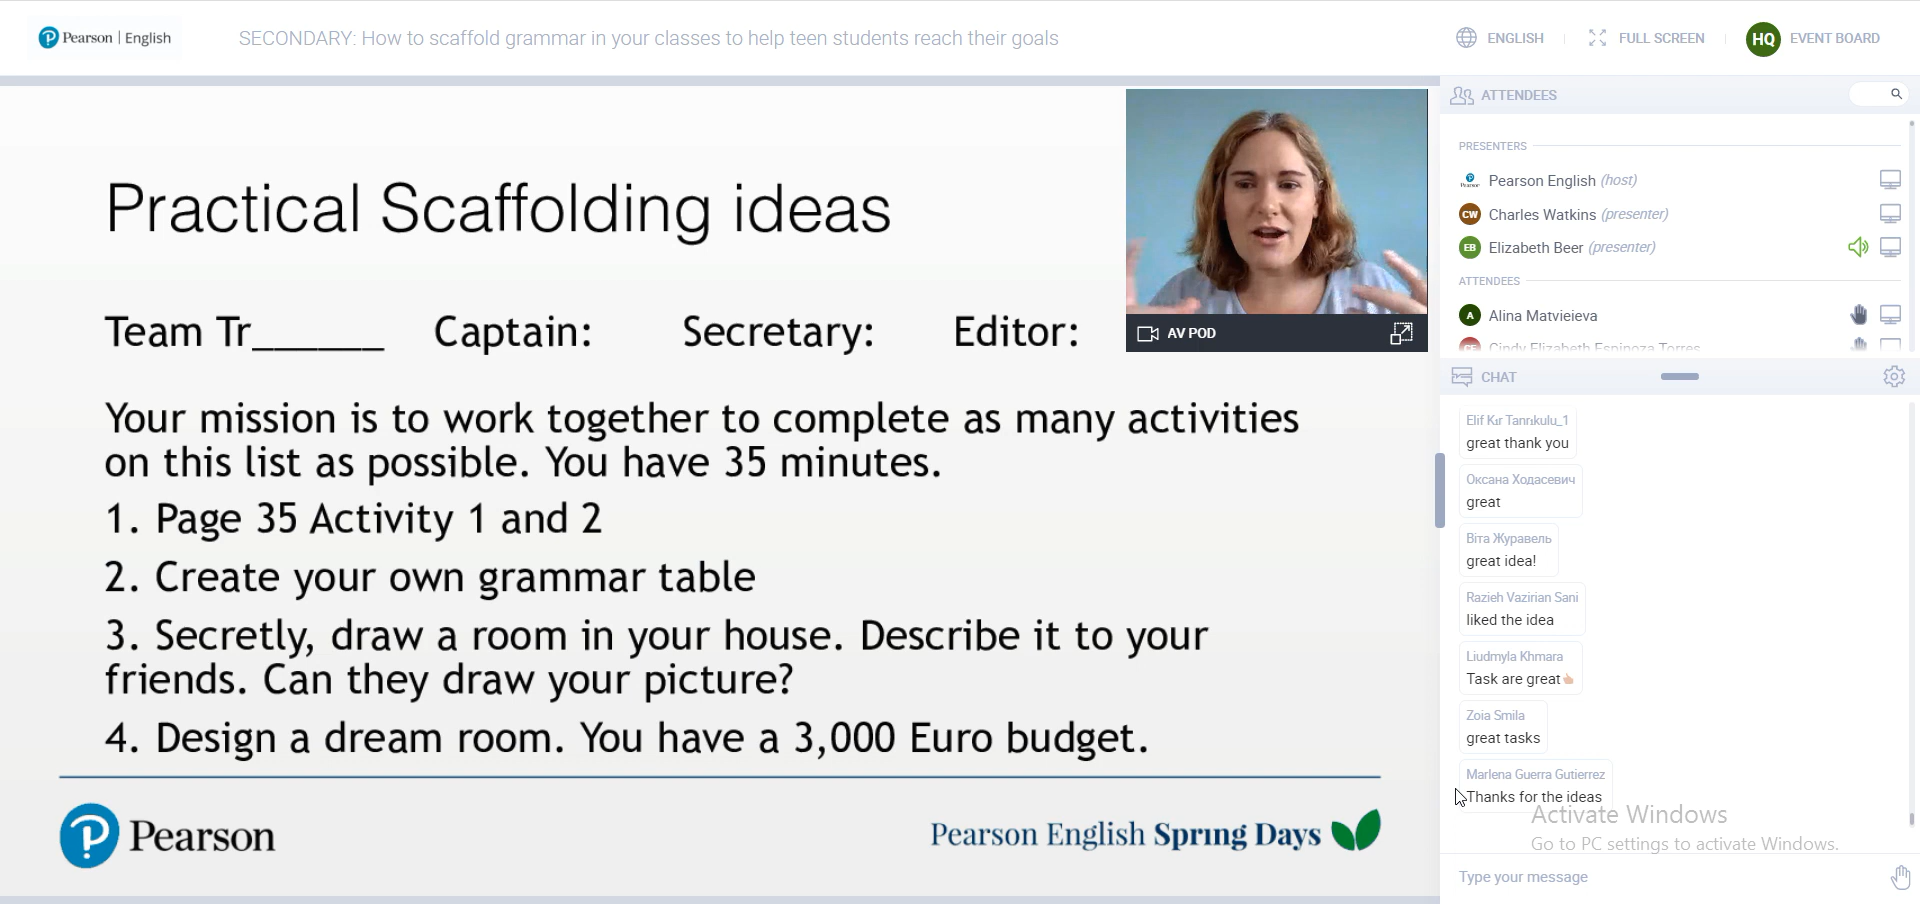 Pearson | English
SECONDARY: How to scaffold grammar in your classes to help teen students reach their goals
ENGLISH
FULL SCREEN
HQ
EVENT BOARD
Practical Scaffolding ideas
Team Tr______ Captain: Secretary: Editor:
Your mission is to work together to complete as many activities
on this list as possible. You have 35 minutes.
1. Page 35 Activity 1 and 2
2. Create your own grammar table
3. Secretly, draw a room in your house. Describe it to your
friends. Can they draw your picture?
4. Design a dream room. You have a 3,000 Euro budget.
Pearson
Pearson English Spring Days
AV POD
ATTENDEES
PRESENTERS
Pearson English (host)
CW Charles Watkins (presenter)
EB Elizabeth Beer (presenter)
ATTENDEES
A Alina Matvieieva
CE Cindy Elizabeth Espinoza Torres
CHAT
Elif Kır Tanrıkulu_1
great thank you
Оксана Ходасевич
great
Віта Журавель
great idea!
Razieh Vazirian Sani
liked the idea
Liudmyla Khmara
Task are great
Zoia Smila
great tasks
Marlena Guerra Gutierrez
Thanks for the ideas
Activate Windows
Go to PC settings to activate Windows.
Type your message